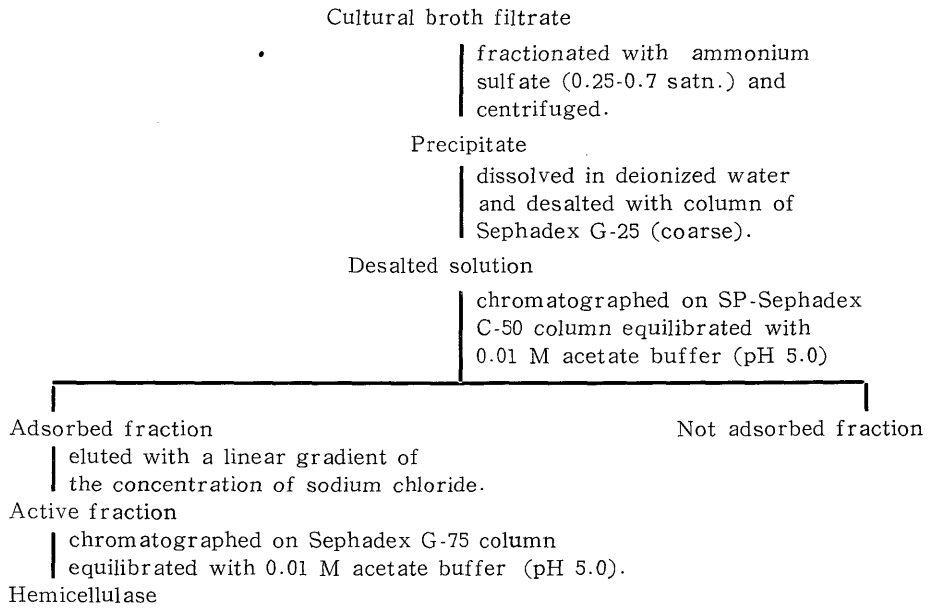 Cultural broth filtrate
fractionated with ammonium
sulfate (0.25-0.7 satn.) and
centrifuged.
Precipitate
dissolved in deionized water
and desalted with column of
Sephadex G-25 (coarse).
Desalted solution
chromatographed on SP-Sephadex
C-50 column equilibrated with
0.01 M acetate buffer (pH 5.0)
Adsorbed fraction
Not adsorbed fraction
eluted with a linear gradient of
the concentration of sodium chloride.
Active fraction
chromatographed on Sephadex G-75 column
equilibrated with 0.01 M acetate buffer (pH 5.0).
Hemicellulase